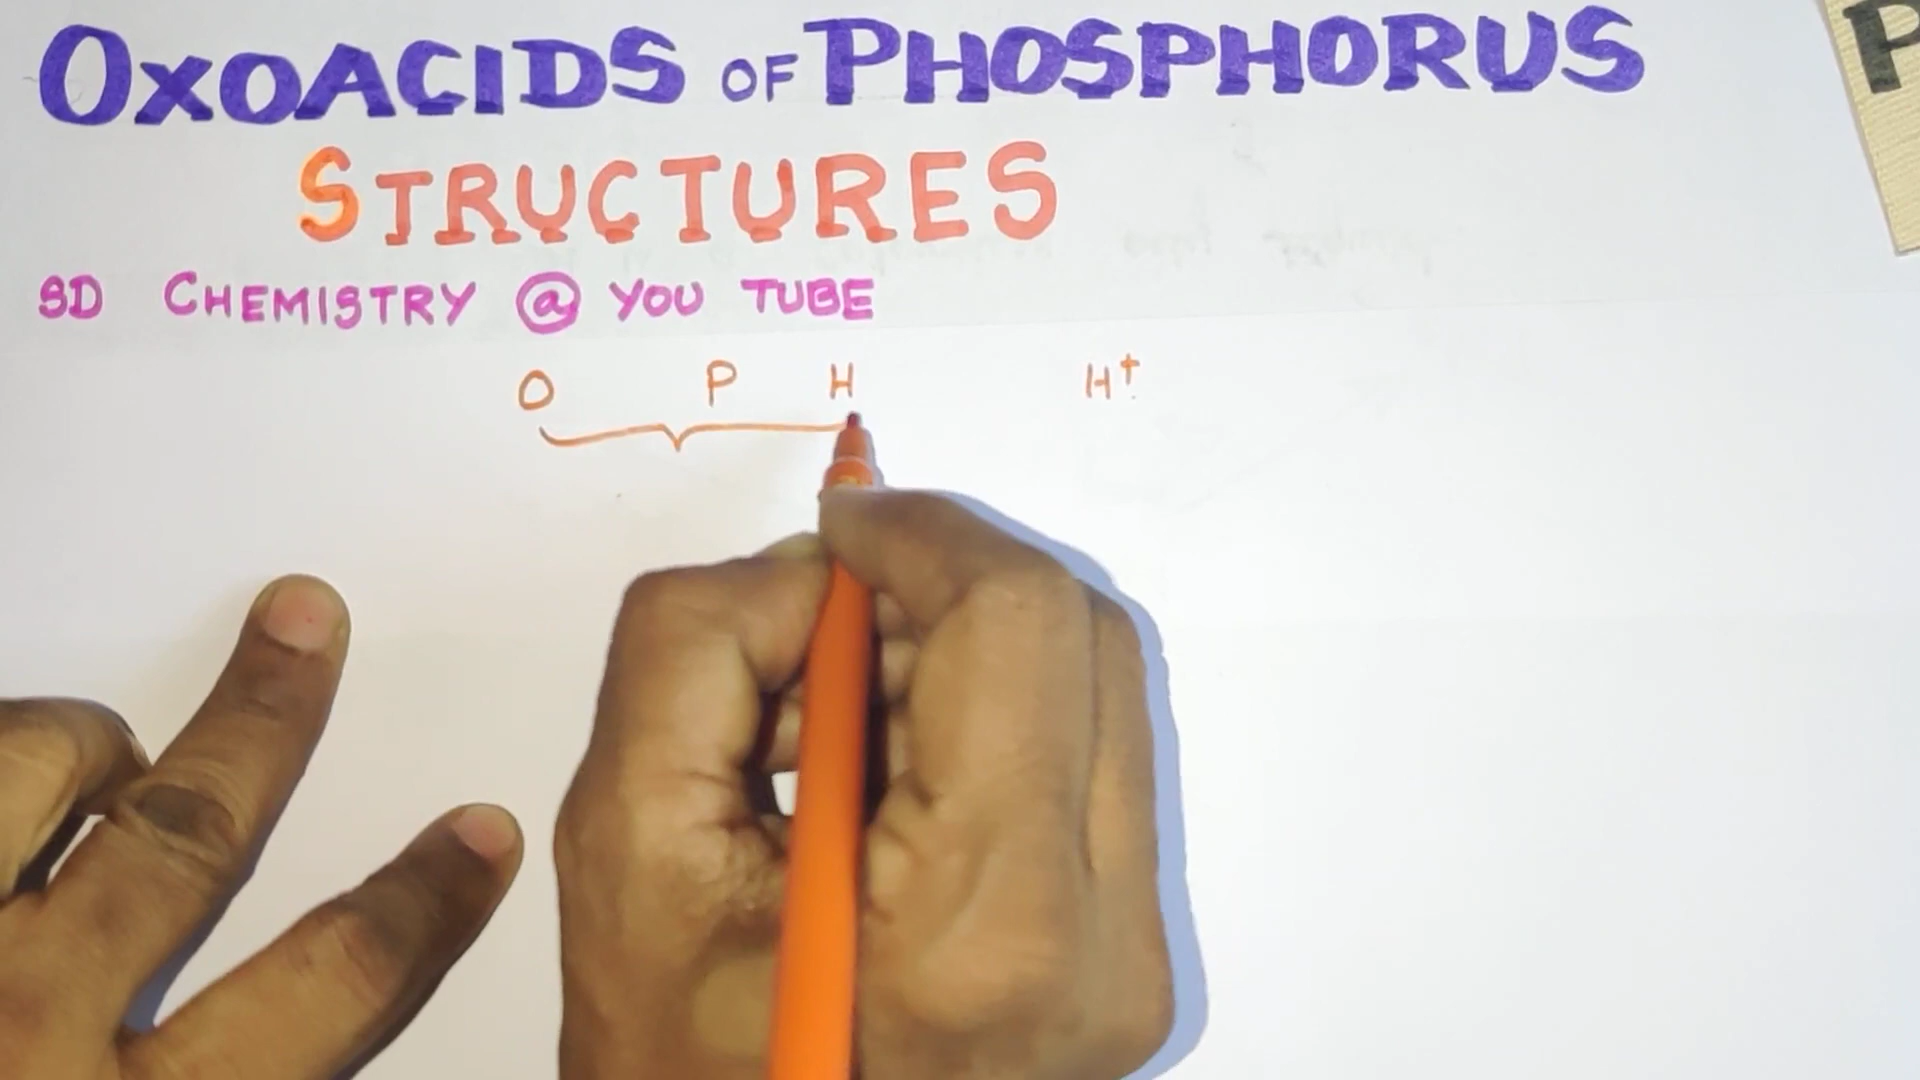 OXOACIDS OF PHOSPHORUS
P
STRUCTURES
SD CHEMISTRY @ YOU TUBE
O P H H⁺